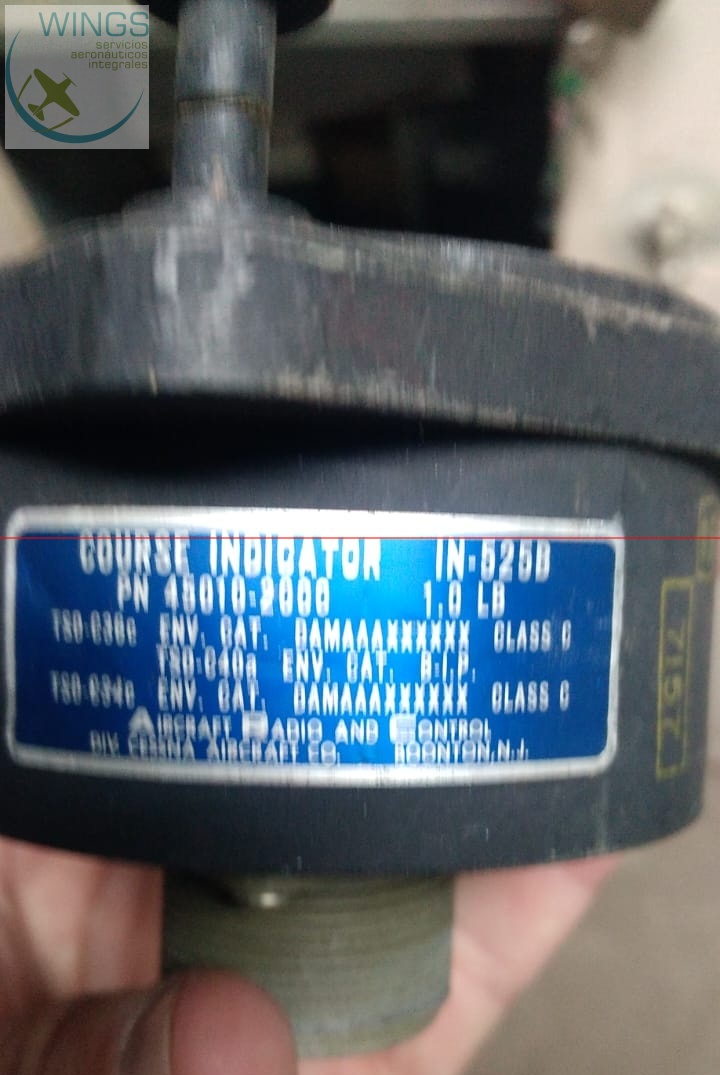 WINGS
servicios
aeronáuticos
integrales
COURSE INDICATOR IN-525B
PN 45010-2000 1.0 LB
TSO-C36c ENV. CAT. DAMAAAXXXXXX CLASS C
TSO-C40a ENV. CAT. B.I.P.
TSO-C34c ENV. CAT. DAMAAAXXXXXX CLASS C
AIRCRAFT RADIO AND CONTROL
DIV. CESSNA AIRCRAFT CO. BOONTON, N.J.
7157